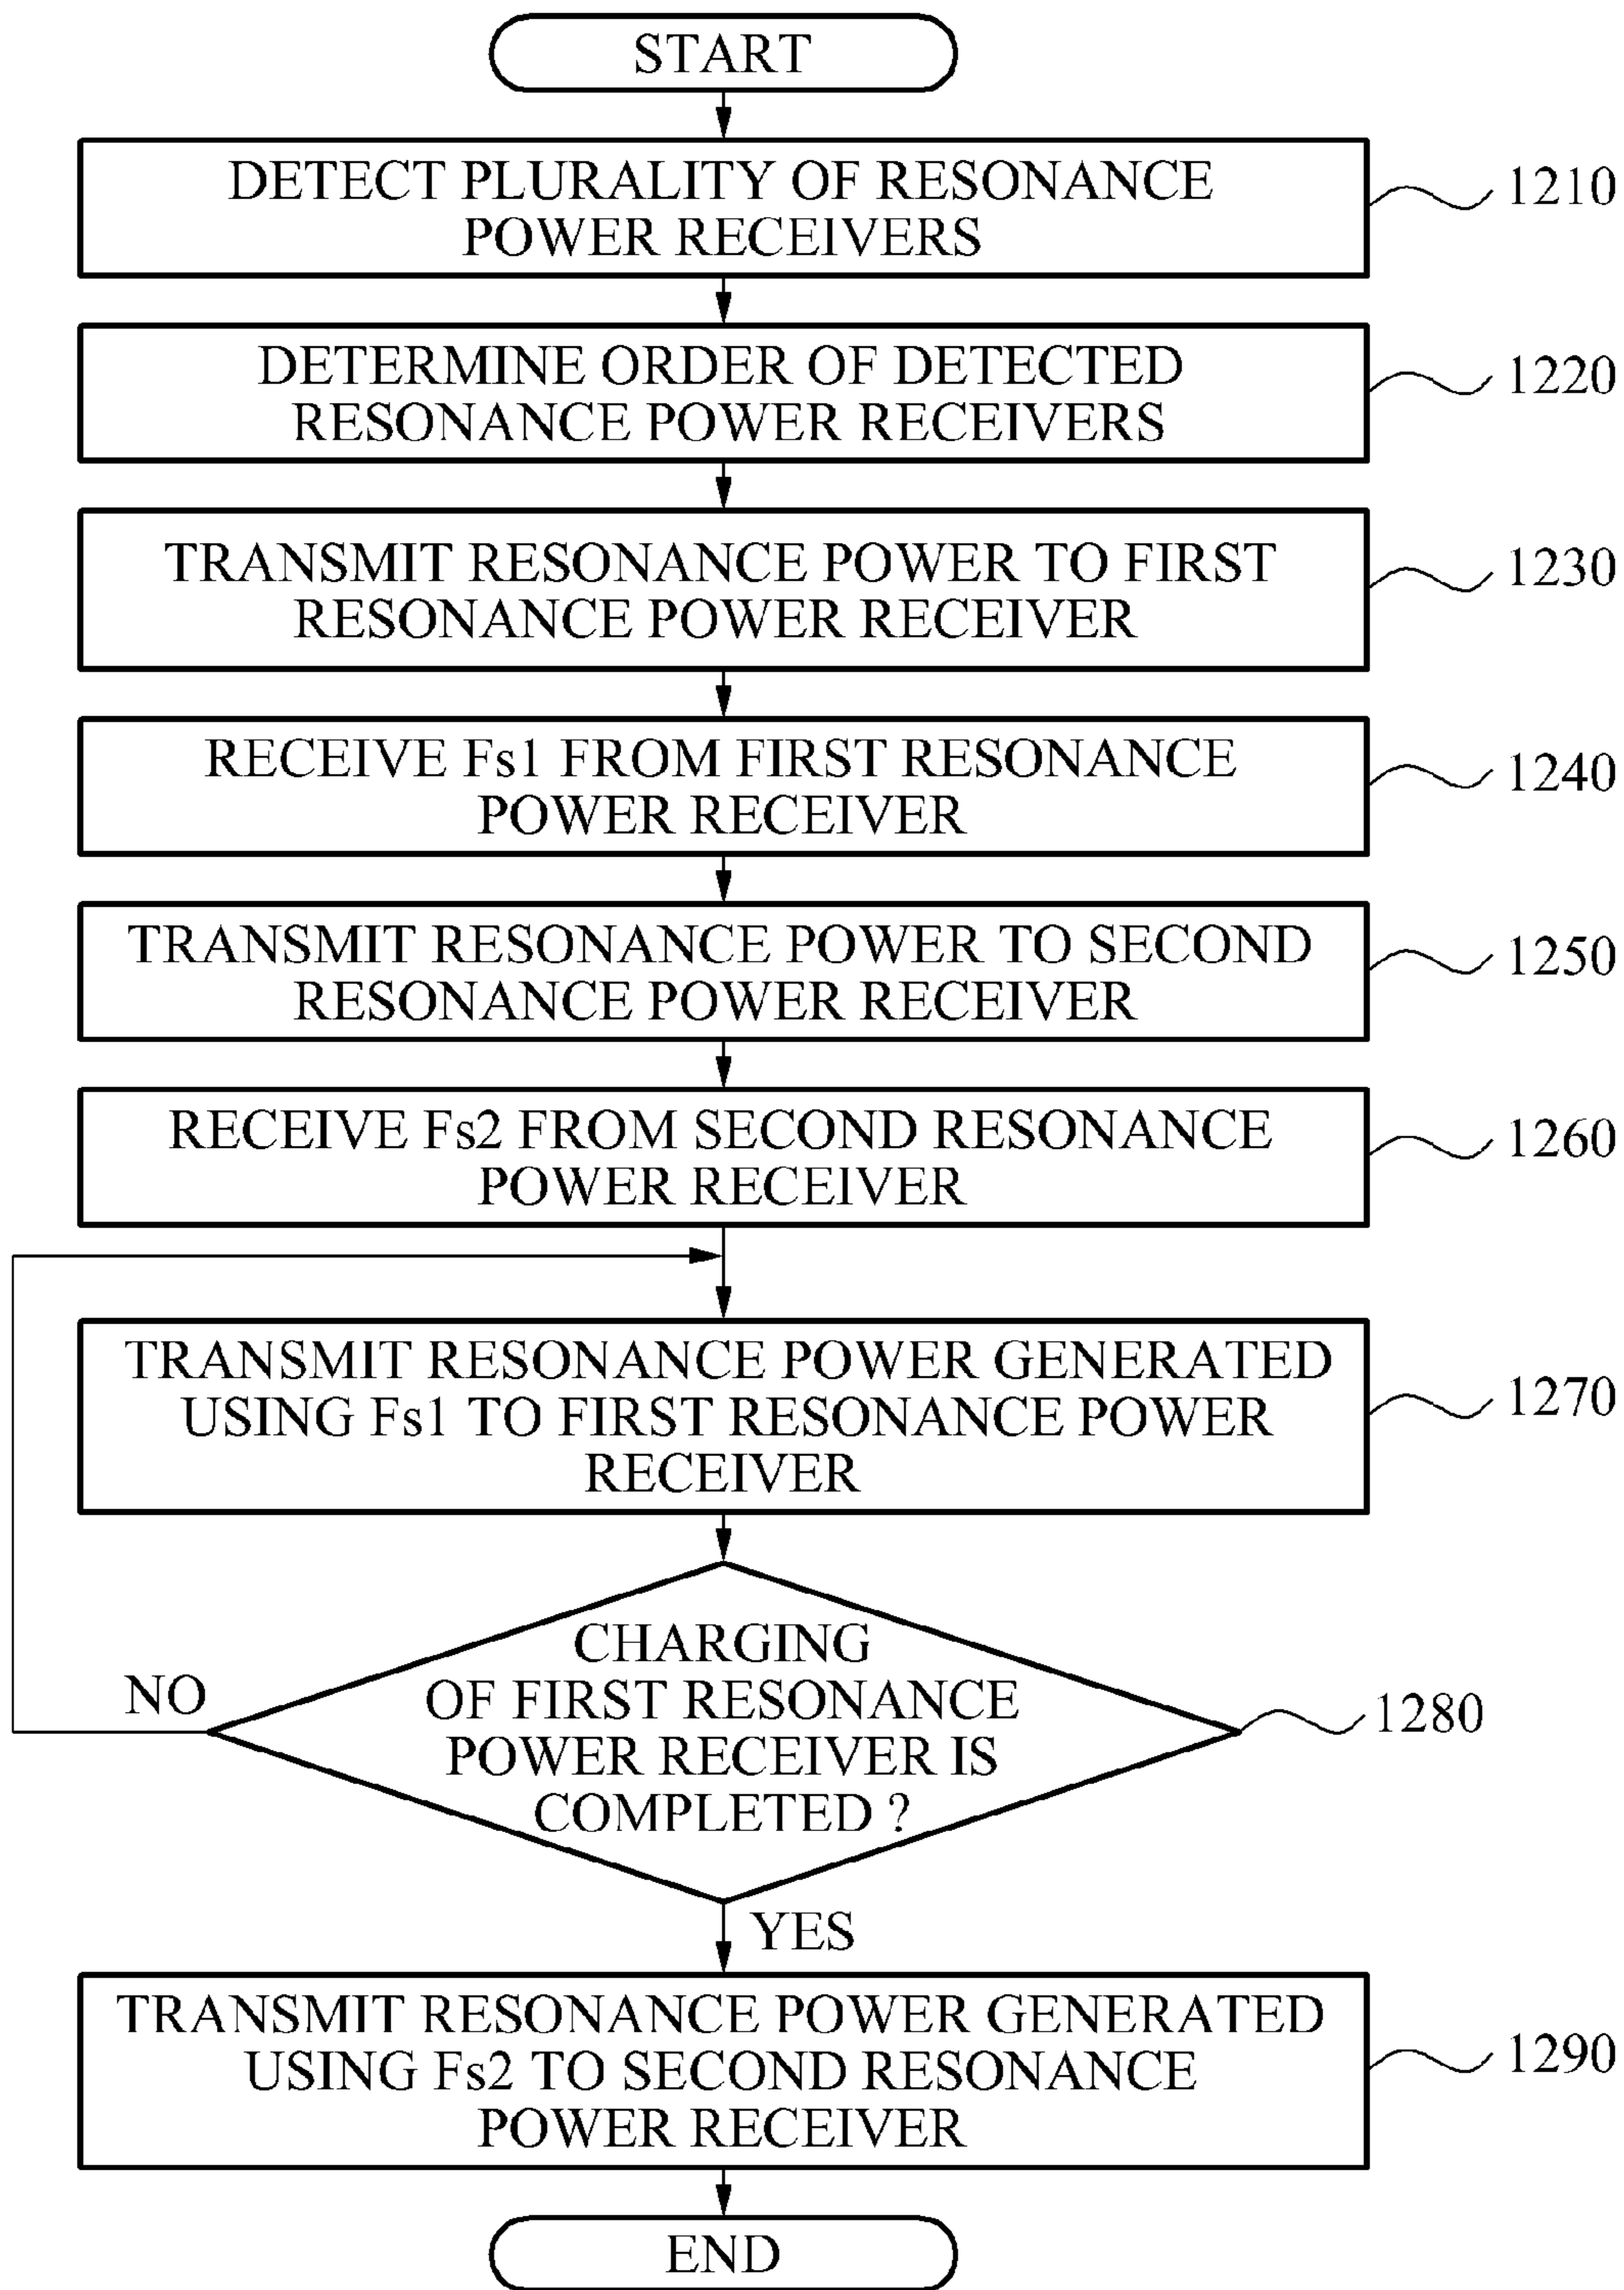 START
DETECT PLURALITY OF RESONANCE
POWER RECEIVERS
1210
DETERMINE ORDER OF DETECTED
RESONANCE POWER RECEIVERS
1220
TRANSMIT RESONANCE POWER TO FIRST
RESONANCE POWER RECEIVER
1230
RECEIVE Fs1 FROM FIRST RESONANCE
POWER RECEIVER
1240
TRANSMIT RESONANCE POWER TO SECOND
RESONANCE POWER RECEIVER
1250
RECEIVE Fs2 FROM SECOND RESONANCE
POWER RECEIVER
1260
TRANSMIT RESONANCE POWER GENERATED
USING Fs1 TO FIRST RESONANCE POWER
RECEIVER
1270
CHARGING
OF FIRST RESONANCE
POWER RECEIVER IS
COMPLETED ?
NO
1280
YES
TRANSMIT RESONANCE POWER GENERATED
USING Fs2 TO SECOND RESONANCE
POWER RECEIVER
1290
END